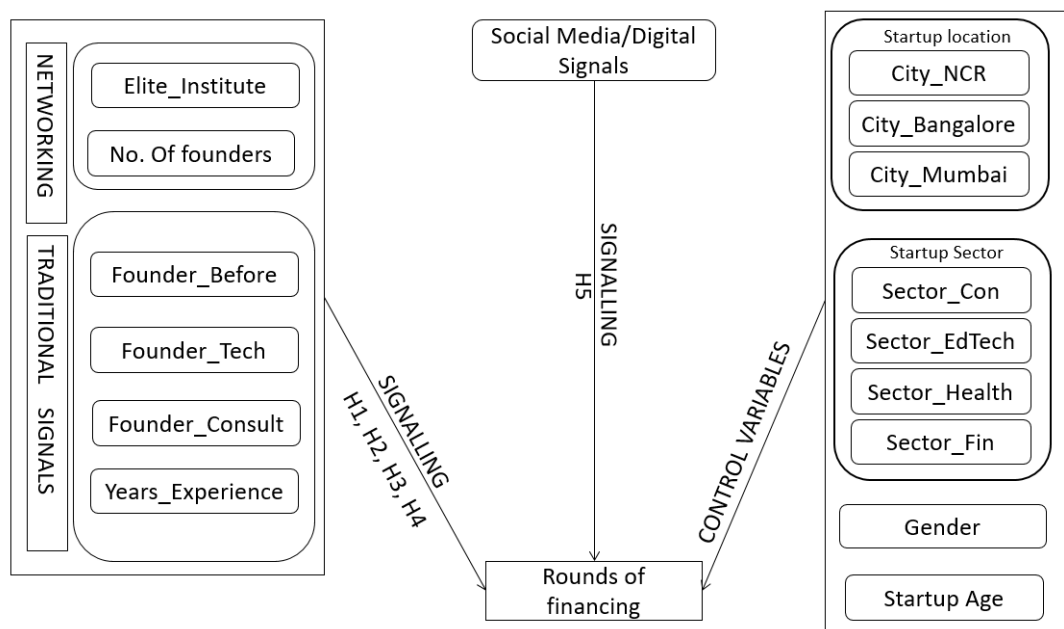 NETWORKING
Elite_Institute
No. Of founders
TRADITIONAL SIGNALS
Founder_Before
Founder_Tech
Founder_Consult
Years_Experience
SIGNALLING
H1, H2, H3, H4
Social Media/Digital
Signals
SIGNALLING
H5
Rounds of
financing
CONTROL VARIABLES
Startup location
City_NCR
City_Bangalore
City_Mumbai
Startup Sector
Sector_Con
Sector_EdTech
Sector_Health
Sector_Fin
Gender
Startup Age